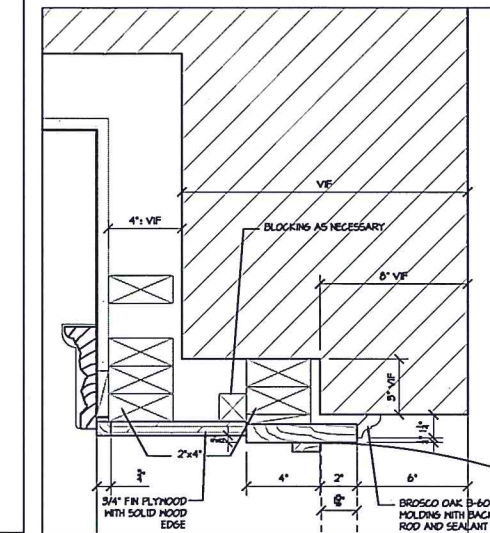 VIF
4"± VIF
BLOCKING AS NECESSARY
8" VIF
5" VIF
2"x4"
4"
2"
6"
3/4" FIN PLYWOOD
WITH SOLID WOOD
EDGE
BROSCO OAK B-60
MOLDING WITH BACK
ROD AND SEALANT